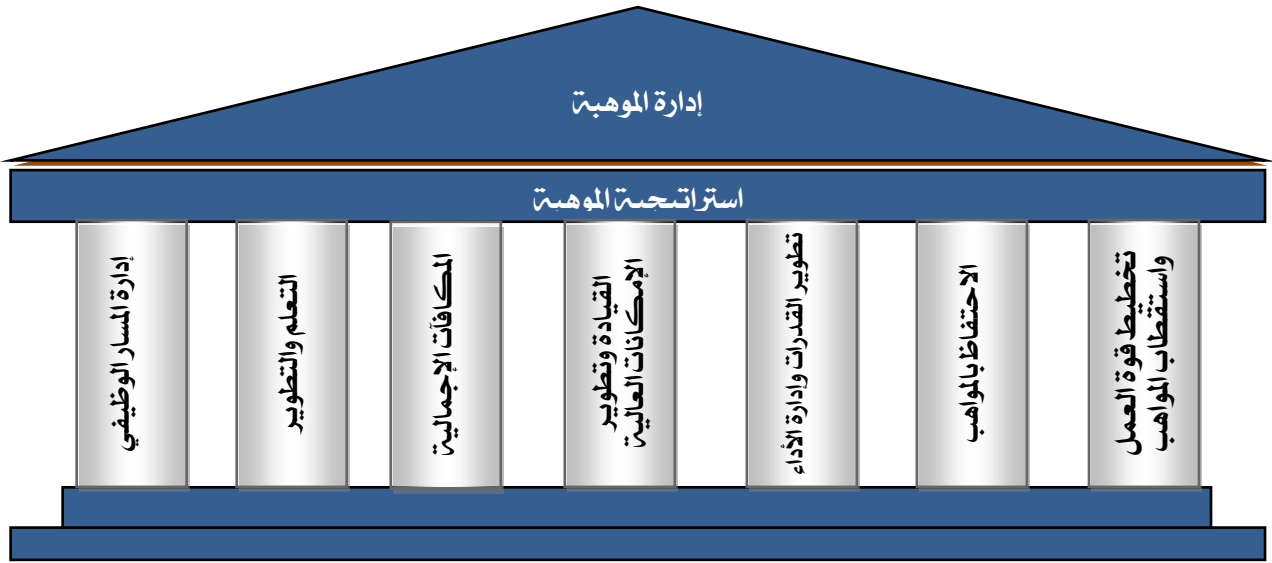 إدارة الموهبة
استراتيجية الموهبة
تخطيط قوة العمل
واستقطاب المواهب
الاحتفاظ بالمواهب
تطوير القدرات وإدارة الأداء
القيادة وتطوير
الإمكانات العالية
المكافآت الإجمالية
التعلم والتطوير
إدارة المسار الوظيفي